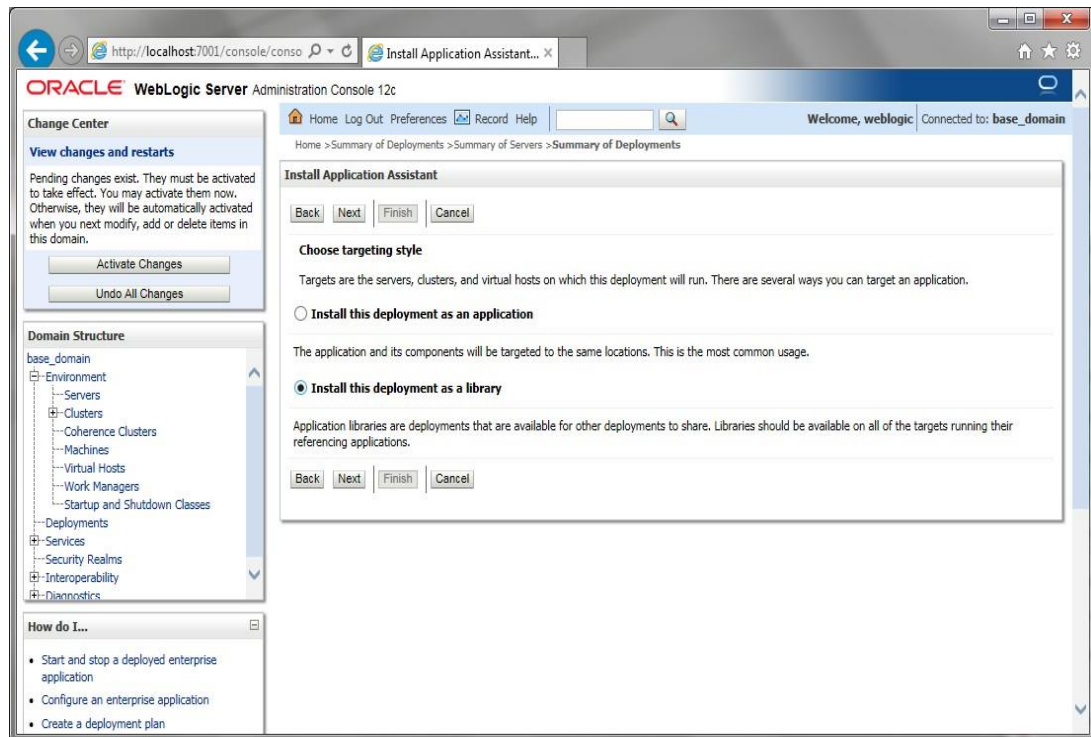 http://localhost:7001/console/conso
Install Application Assistant...
ORACLE WebLogic Server Administration Console 12c
Change Center
View changes and restarts
Pending changes exist. They must be activated
to take effect. You may activate them now.
Otherwise, they will be automatically activated
when you next modify, add or delete items in
this domain.
Activate Changes
Undo All Changes
Domain Structure
base_domain
Environment
Servers
Clusters
Coherence Clusters
Machines
Virtual Hosts
Work Managers
Startup and Shutdown Classes
Deployments
Services
Security Realms
Interoperability
Diagnostics
How do I...
Start and stop a deployed enterprise
application
Configure an enterprise application
Create a deployment plan
Home Log Out Preferences Record Help
Welcome, weblogic Connected to: base_domain
Home >Summary of Deployments >Summary of Servers >Summary of Deployments
Install Application Assistant
Back Next Finish Cancel
Choose targeting style
Targets are the servers, clusters, and virtual hosts on which this deployment will run. There are several ways you can target an application.
Install this deployment as an application
The application and its components will be targeted to the same locations. This is the most common usage.
Install this deployment as a library
Application libraries are deployments that are available for other deployments to share. Libraries should be available on all of the targets running their
referencing applications.
Back Next Finish Cancel